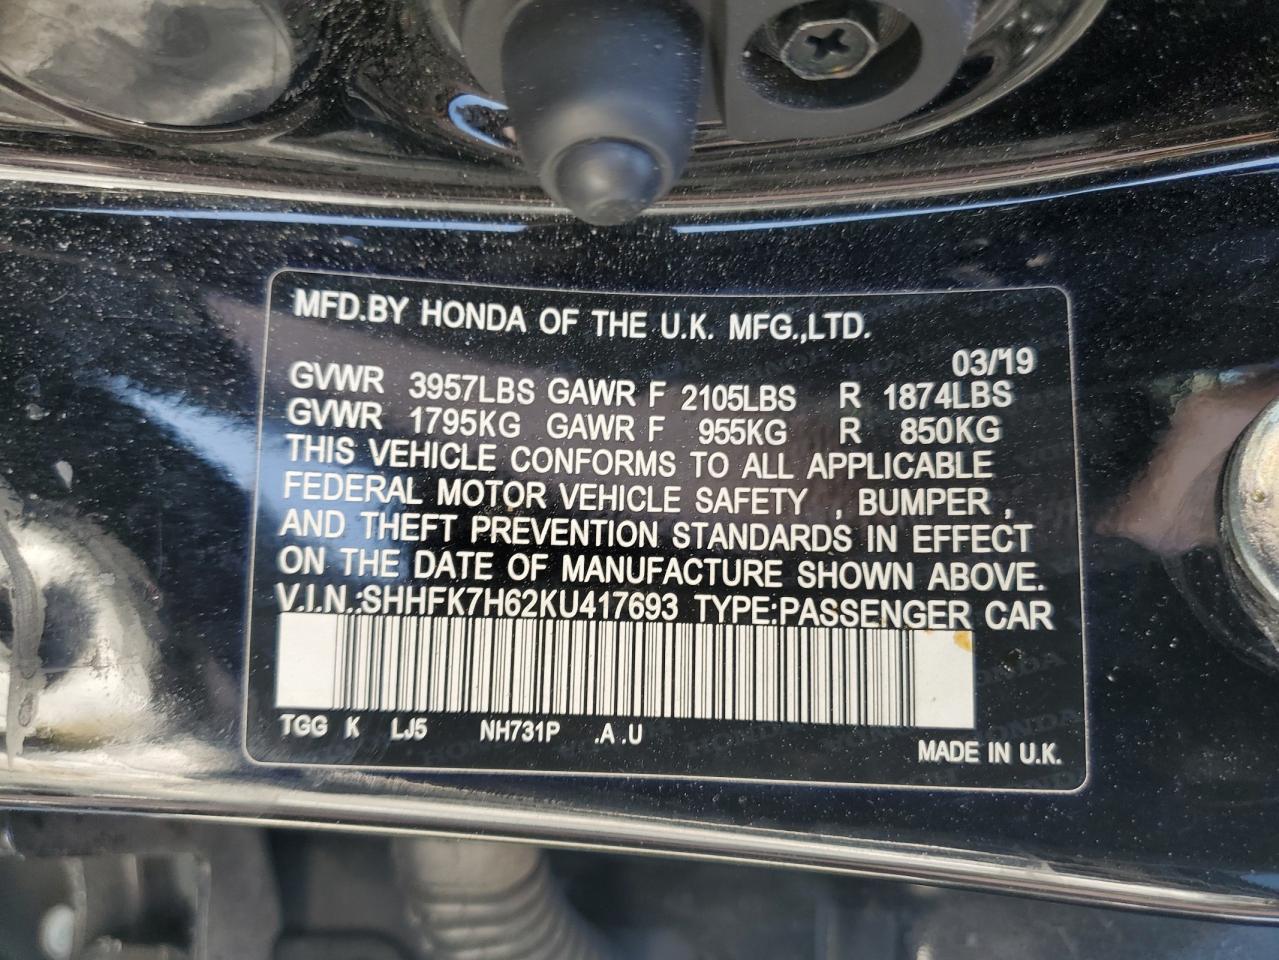 MFD.BY HONDA OF THE U.K. MFG.,LTD.
03/19
GVWR 3957LBS GAWR F 2105LBS R 1874LBS
GVWR 1795KG GAWR F 955KG R 850KG
THIS VEHICLE CONFORMS TO ALL APPLICABLE
FEDERAL MOTOR VEHICLE SAFETY , BUMPER ,
AND THEFT PREVENTION STANDARDS IN EFFECT
ON THE DATE OF MANUFACTURE SHOWN ABOVE.
V.I.N.:SHHFK7H62KU417693 TYPE:PASSENGER CAR
TGG K LJ5 NH731P .A .U
MADE IN U.K.